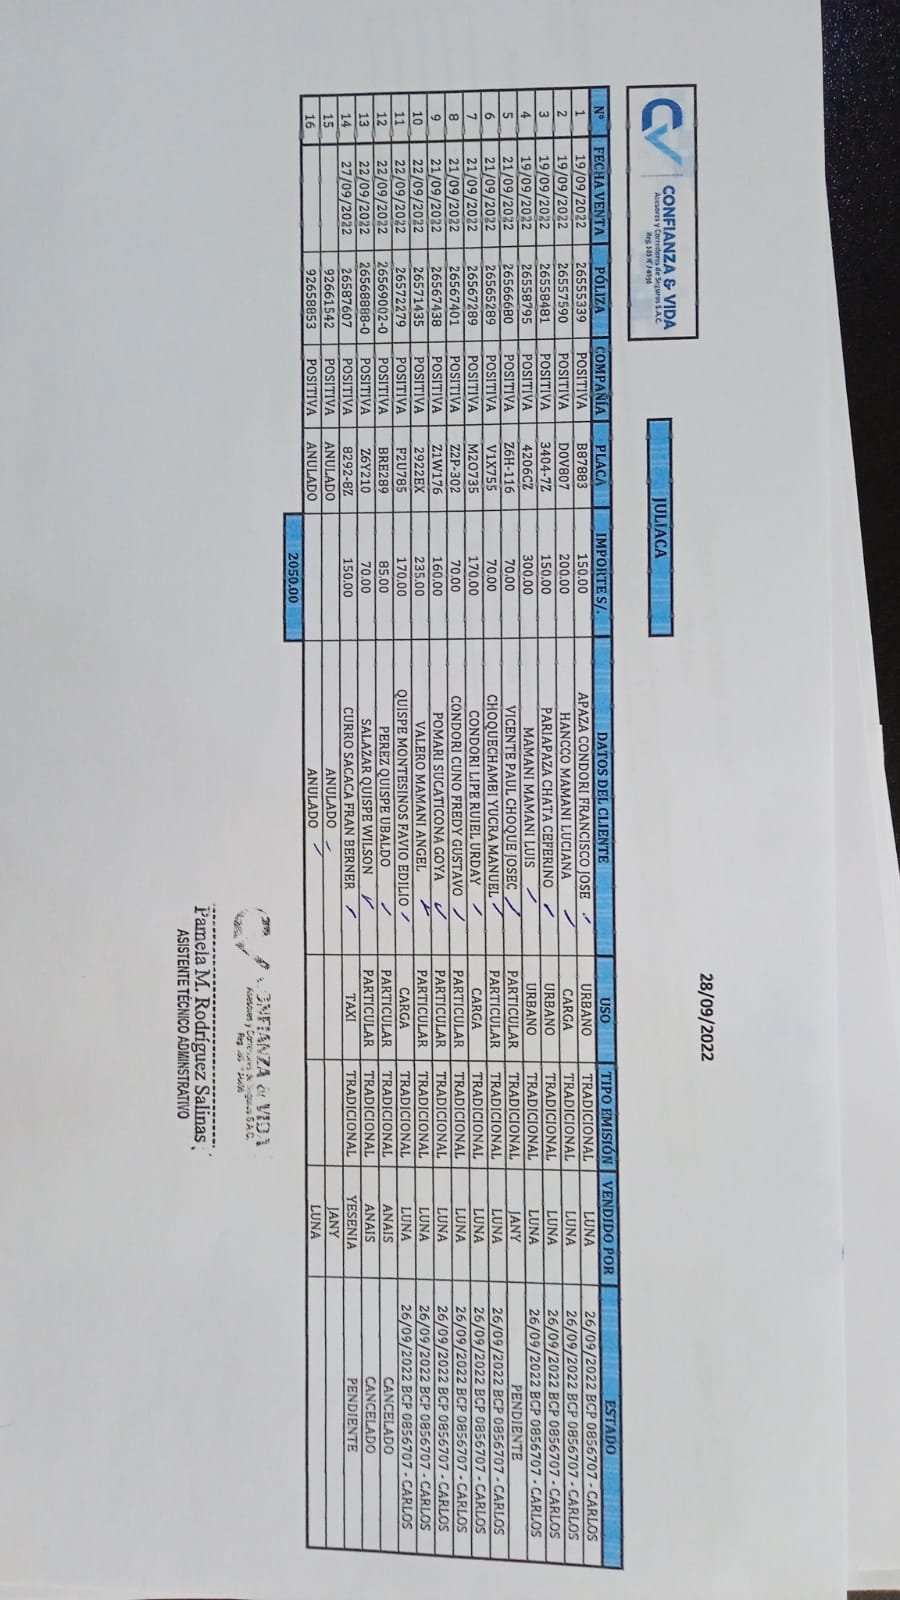 28/09/2022
CV CONFIANZA & VIDA
Asesores y Corredores de Seguros S.A.C.
JULIACA
N° FECHA VENTA PÓLIZA COMPAÑÍA PLACA IMPORTE S/. DATOS DEL CLIENTE USO TIPO EMISIÓN VENDIDO POR ESTADO
1 19/09/2022 26555339 POSITIVA B87883 150.00 APAZA CONDORI FRANCISCO JOSE URBANO TRADICIONAL LUNA 26/09/2022 BCP 0856707 - CARLOS
2 19/09/2022 26557590 POSITIVA D0V807 200.00 HANCCO MAMANI LUCIANA CARGA TRADICIONAL LUNA 26/09/2022 BCP 0856707 - CARLOS
3 19/09/2022 26558481 POSITIVA 3404-7Z 150.00 PARIAPAZA CHATA CEFERINO URBANO TRADICIONAL LUNA 26/09/2022 BCP 0856707 - CARLOS
4 19/09/2022 26558795 POSITIVA 4206CZ 300.00 MAMANI MAMANI LUIS URBANO TRADICIONAL LUNA 26/09/2022 BCP 0856707 - CARLOS
5 21/09/2022 26566680 POSITIVA Z6H-116 70.00 VICENTE PAUL CHOQUE JOSEC PARTICULAR TRADICIONAL JANY PENDIENTE
6 21/09/2022 26565289 POSITIVA V1X755 70.00 CHOQUECHAMBI YUCRA MANUEL PARTICULAR TRADICIONAL LUNA 26/09/2022 BCP 0856707 - CARLOS
7 21/09/2022 26567289 POSITIVA M2O735 170.00 CONDORI LIPE RUIEL URDAY CARGA TRADICIONAL LUNA 26/09/2022 BCP 0856707 - CARLOS
8 21/09/2022 26567401 POSITIVA Z2P-302 70.00 CONDORI CUNO FREDY GUSTAVO PARTICULAR TRADICIONAL LUNA 26/09/2022 BCP 0856707 - CARLOS
9 21/09/2022 26567438 POSITIVA Z1W176 160.00 POMARI SUCATICONA GOYA PARTICULAR TRADICIONAL LUNA 26/09/2022 BCP 0856707 - CARLOS
10 22/09/2022 26571435 POSITIVA 2922EX 235.00 VALERO MAMANI ANGEL PARTICULAR TRADICIONAL LUNA 26/09/2022 BCP 0856707 - CARLOS
11 22/09/2022 26572279 POSITIVA F2U785 170.00 QUISPE MONTESINOS FAVIO EDILIO CARGA TRADICIONAL LUNA 26/09/2022 BCP 0856707 - CARLOS
12 22/09/2022 26569902-0 POSITIVA BRE289 85.00 PEREZ QUISPE UBALDO PARTICULAR TRADICIONAL ANAIS CANCELADO
13 22/09/2022 26568888-0 POSITIVA Z6Y210 70.00 SALAZAR QUISPE WILSON PARTICULAR TRADICIONAL ANAIS CANCELADO
14 27/09/2022 26587607 POSITIVA 8292-8Z 150.00 CURRO SACACA FRAN BERNER TAXI TRADICIONAL YESENIA PENDIENTE
15 92661542 POSITIVA ANULADO ANULADO JANY
16 92658853 POSITIVA ANULADO ANULADO LUNA
2050.00
CONFIANZA & VIDA
Asesores y Corredores de Seguros S.A.C.
Pamela M. Rodríguez Salinas
ASISTENTE TÉCNICO ADMINSTRATIVO